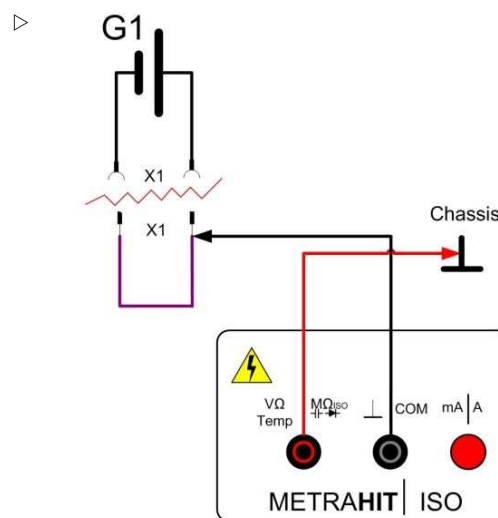 G1
X1
X1
Chassis
VΩ MΩISO COM mA A
Temp
METRAHIT ISO